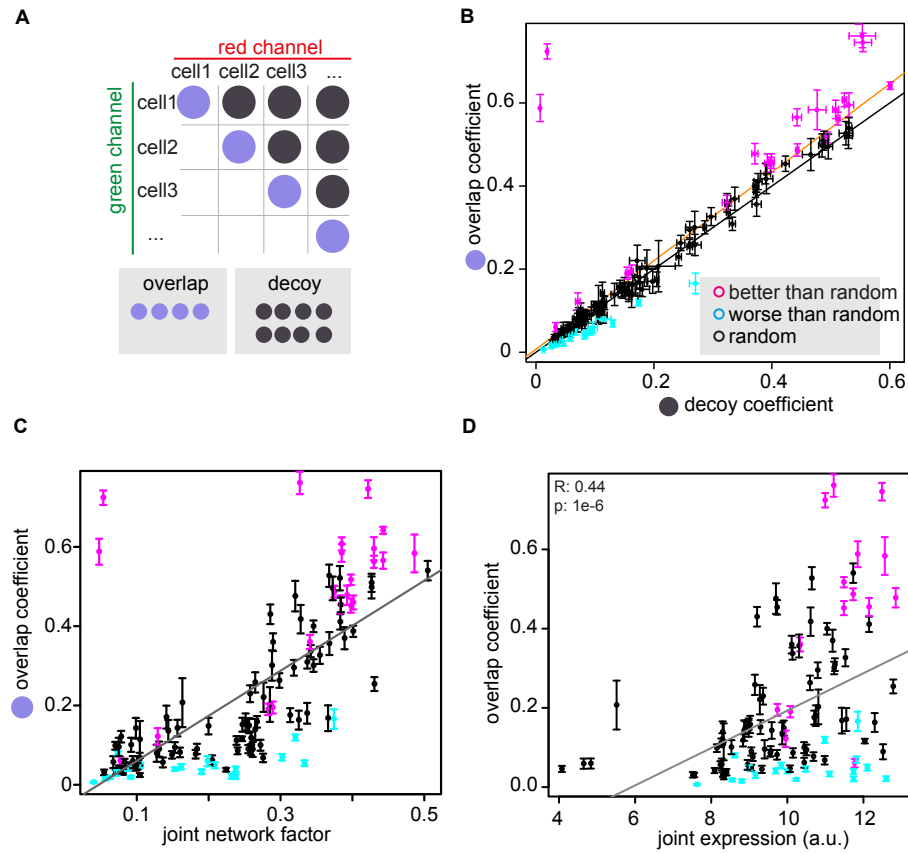 A
red channel
cell1 cell2 cell3 ...
green channel
cell1
cell2
cell3
...
overlap
decoy
B
overlap coefficient
0.6
0.4
0.2
0
better than random
worse than random
random
0 0.2 0.4 0.6
decoy coefficient
C
overlap coefficient
0.6
0.4
0.2
0
0.1 0.3 0.5
joint network factor
D
R: 0.44
p: 1e-6
overlap coefficient
0.6
0.4
0.2
0.0
4 6 8 10 12
joint expression (a.u.)